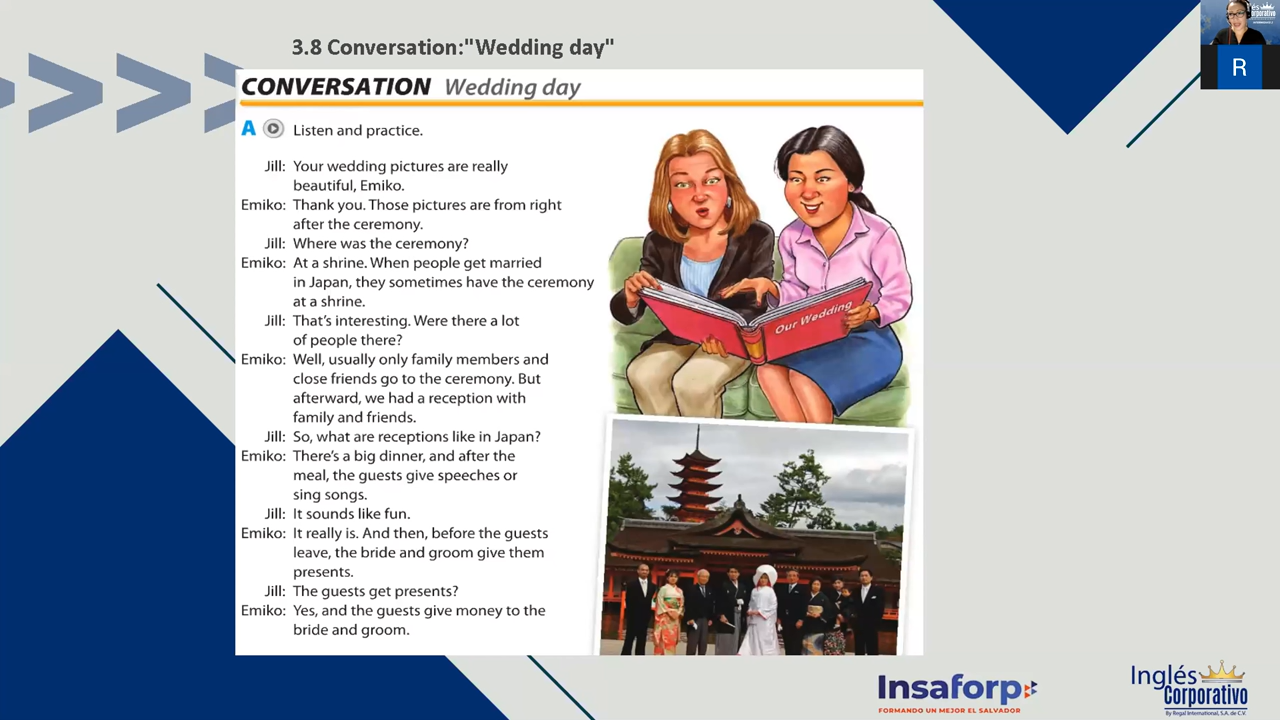 3.8 Conversation:"Wedding day"
CONVERSATION Wedding day
A Listen and practice.
Jill: Your wedding pictures are really
beautiful, Emiko.
Emiko: Thank you. Those pictures are from right
after the ceremony.
Jill: Where was the ceremony?
Emiko: At a shrine. When people get married
in Japan, they sometimes have the ceremony
at a shrine.
Jill: That's interesting. Were there a lot
of people there?
Emiko: Well, usually only family members and
close friends go to the ceremony. But
afterward, we had a reception with
family and friends.
Jill: So, what are receptions like in Japan?
Emiko: There's a big dinner, and after the
meal, the guests give speeches or
sing songs.
Jill: It sounds like fun.
Emiko: It really is. And then, before the guests
leave, the bride and groom give them
presents.
Jill: The guests get presents?
Emiko: Yes, and the guests give money to the
bride and groom.
Our Wedding
R
Insaforp
FORMANDO UN MEJOR EL SALVADOR
Inglés
Corporativo
By Regal International, S.A. de C.V.